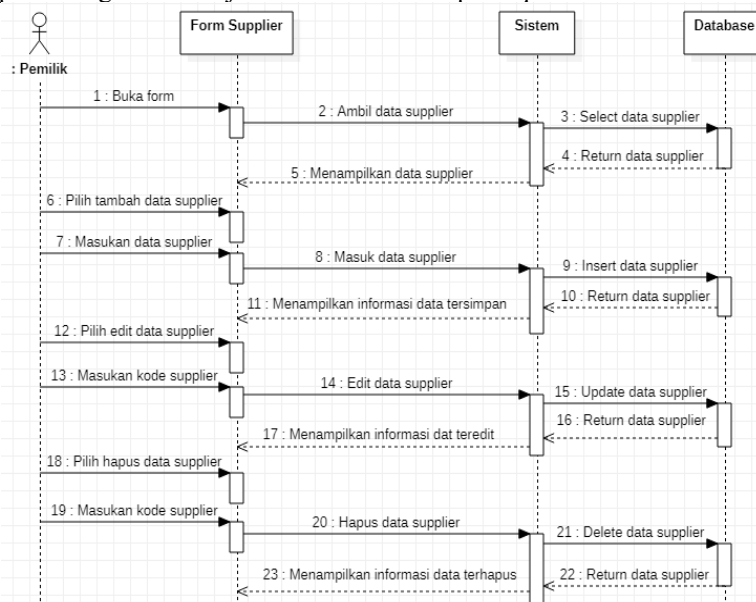 Form Supplier
Sistem
Database
: Pemilik
1 : Buka form
2 : Ambil data supplier
3 : Select data supplier
4 : Return data supplier
5 : Menampilkan data supplier
6 : Pilih tambah data supplier
7 : Masukan data supplier
8 : Masuk data supplier
9 : Insert data supplier
10 : Return data supplier
11 : Menampilkan informasi data tersimpan
12 : Pilih edit data supplier
13 : Masukan kode supplier
14 : Edit data supplier
15 : Update data supplier
16 : Return data supplier
17 : Menampilkan informasi dat teredit
18 : Pilih hapus data supplier
19 : Masukan kode supplier
20 : Hapus data supplier
21 : Delete data supplier
22 : Return data supplier
23 : Menampilkan informasi data terhapus